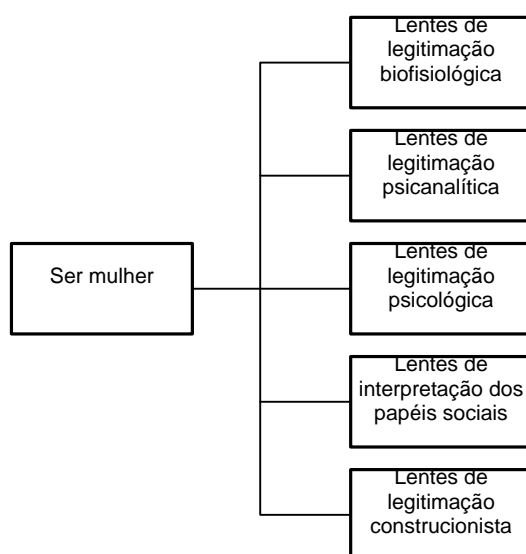 Lentes de
legitimação
biofisiológica
Lentes de
legitimação
psicanalítica
Ser mulher
Lentes de
legitimação
psicológica
Lentes de
interpretação dos
papéis sociais
Lentes de
legitimação
construcionista